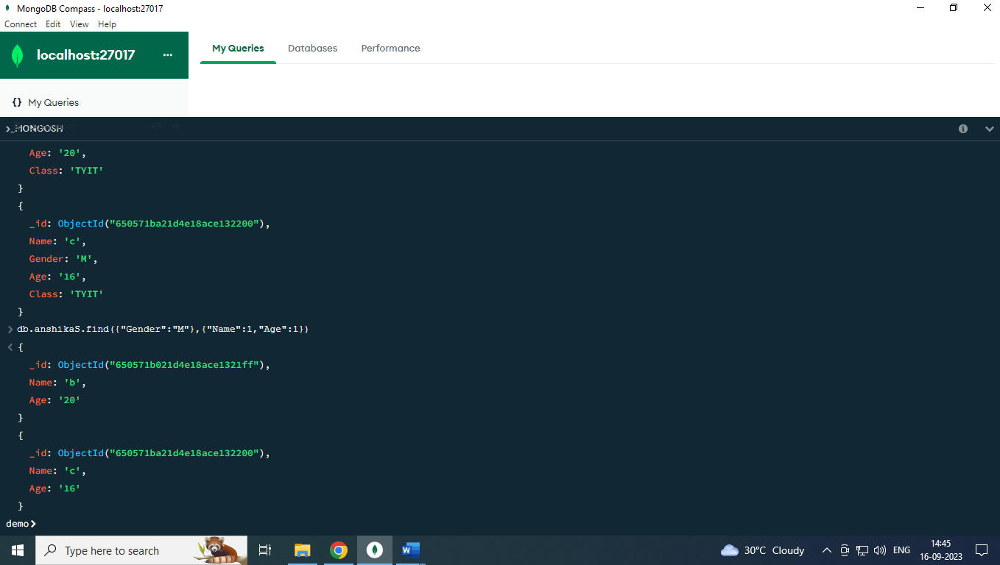 MongoDB Compass - localhost:27017
Connect Edit View Help
localhost:27017 ...
My Queries Databases Performance
{} My Queries
>_MONGOSH
Age: '20',
Class: 'TYIT'
}
{
_id: ObjectId("650571ba21d4e18ace132200"),
Name: 'c',
Gender: 'M',
Age: '16',
Class: 'TYIT'
}
> db.anshikaS.find({"Gender":"M"},{"Name":1,"Age":1})
< {
_id: ObjectId("650571b021d4e18ace1321ff"),
Name: 'b',
Age: '20'
}
{
_id: ObjectId("650571ba21d4e18ace132200"),
Name: 'c',
Age: '16'
}
demo>
Type here to search
30°C Cloudy
ENG
14:45
16-09-2023